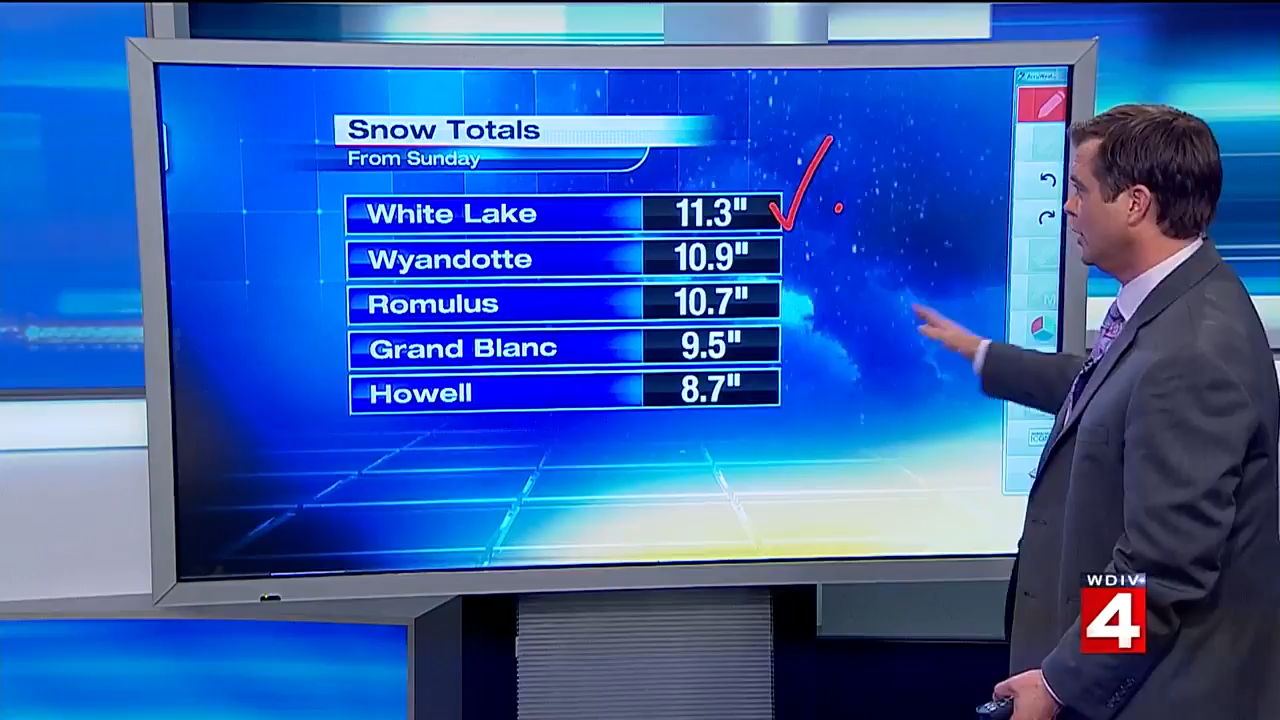 Snow Totals
From Sunday
White Lake 11.3"
Wyandotte 10.9"
Romulus 10.7"
Grand Blanc 9.5"
Howell 8.7"
WDIV
4